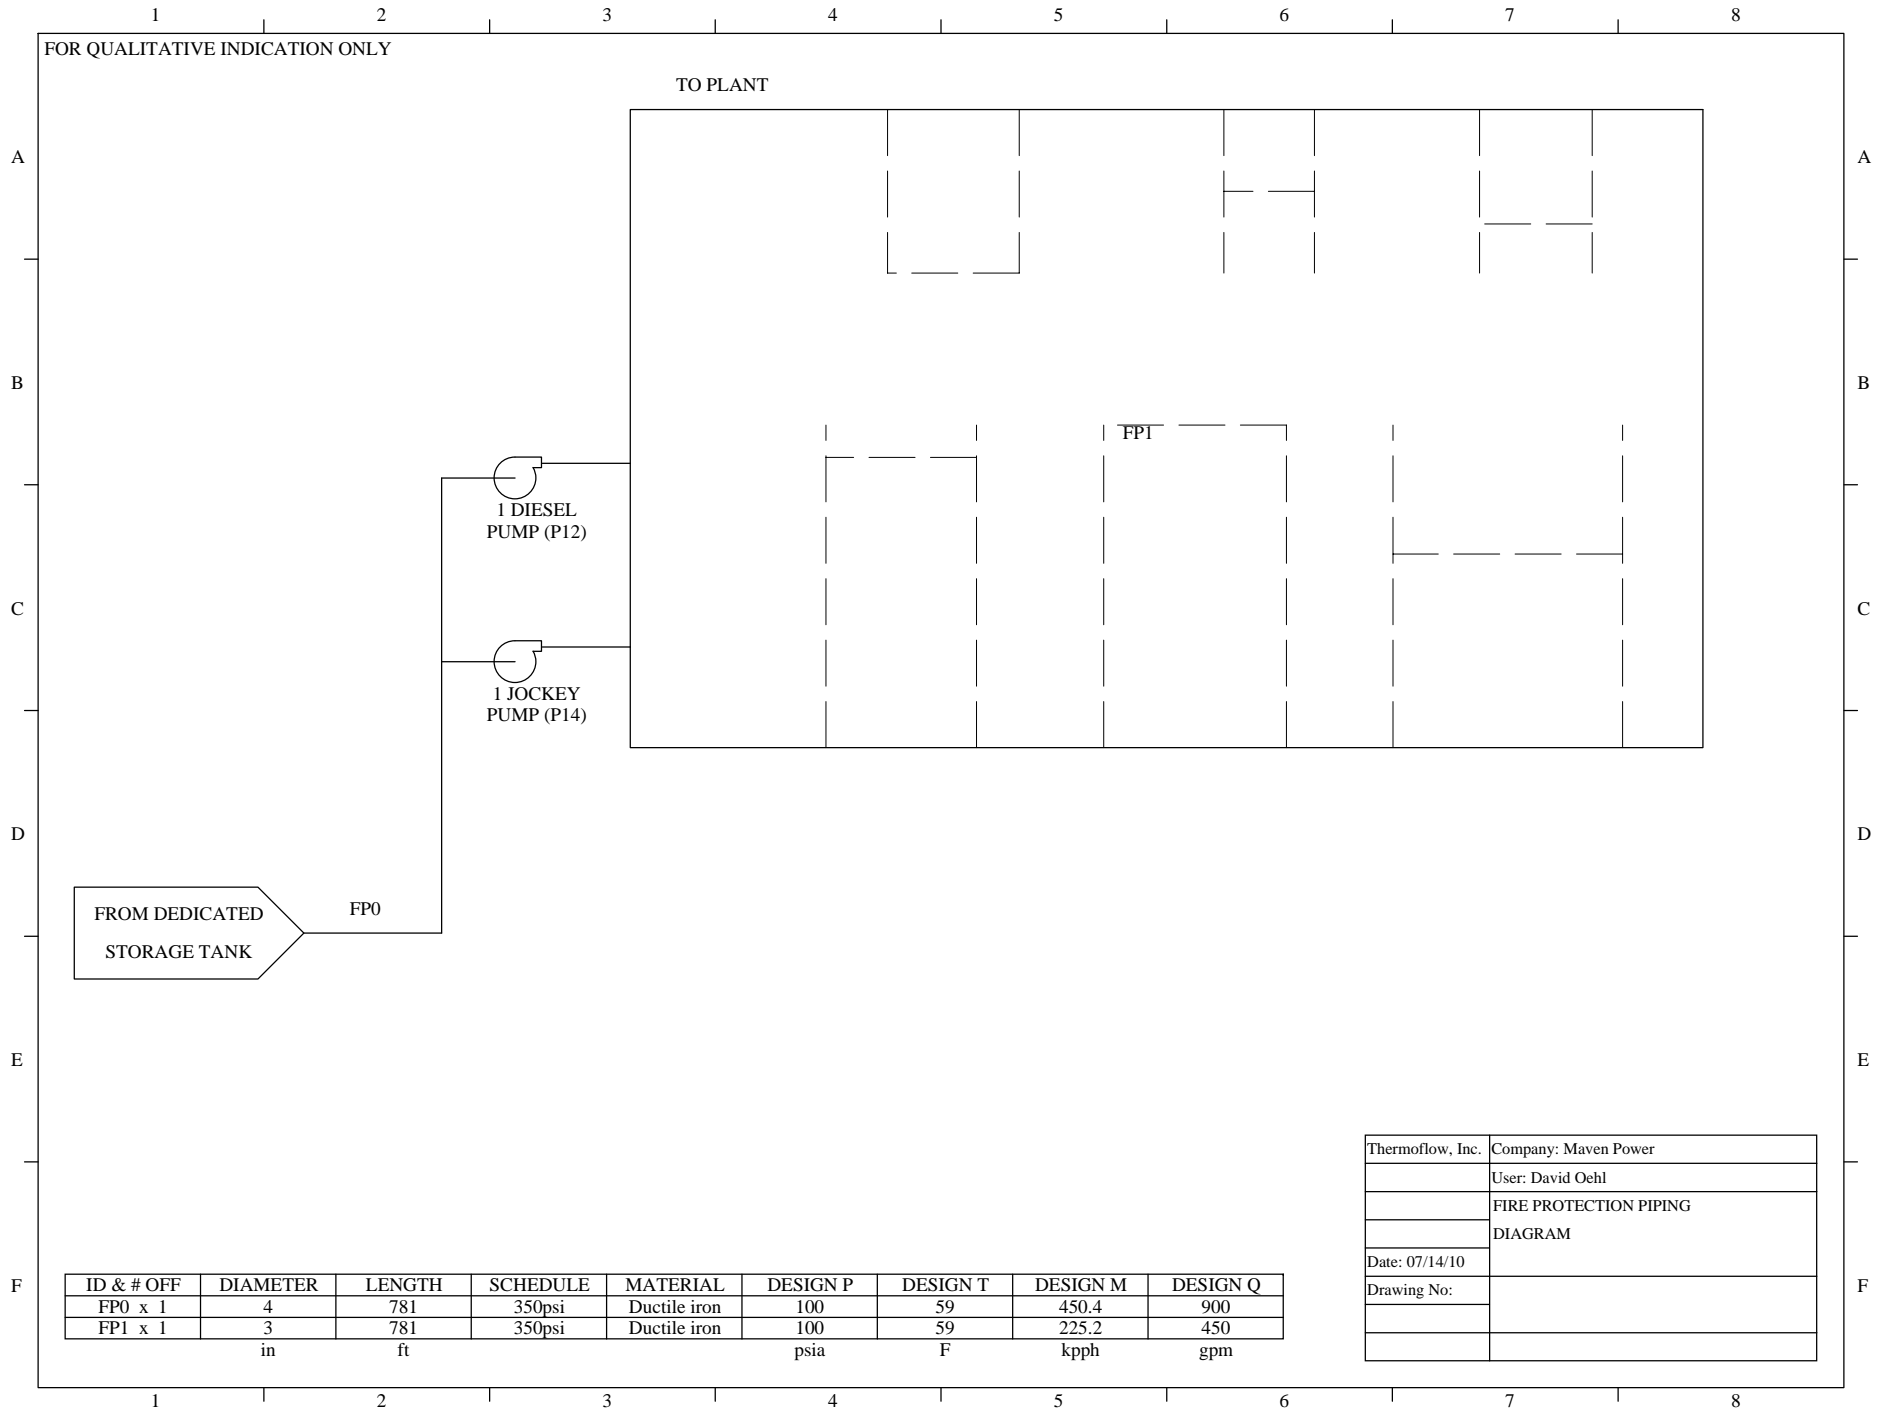 1 2 3 4 5 6 7 8
FOR QUALITATIVE INDICATION ONLY
TO PLANT
A A
B B
FP1
1 DIESEL
PUMP (P12)
C C
1 JOCKEY
PUMP (P14)
D D
FP0
FROM DEDICATED
STORAGE TANK
E E
Thermoflow, Inc. Company: Maven Power
User: David Oehl
FIRE PROTECTION PIPING
DIAGRAM
Date: 07/14/10
Drawing No:
F F
ID & # OFF DIAMETER LENGTH SCHEDULE MATERIAL DESIGN P DESIGN T DESIGN M DESIGN Q
FP0 x 1 4 781 350psi Ductile iron 100 59 450.4 900
FP1 x 1 3 781 350psi Ductile iron 100 59 225.2 450
in ft psia F kpph gpm
1 2 3 4 5 6 7 8